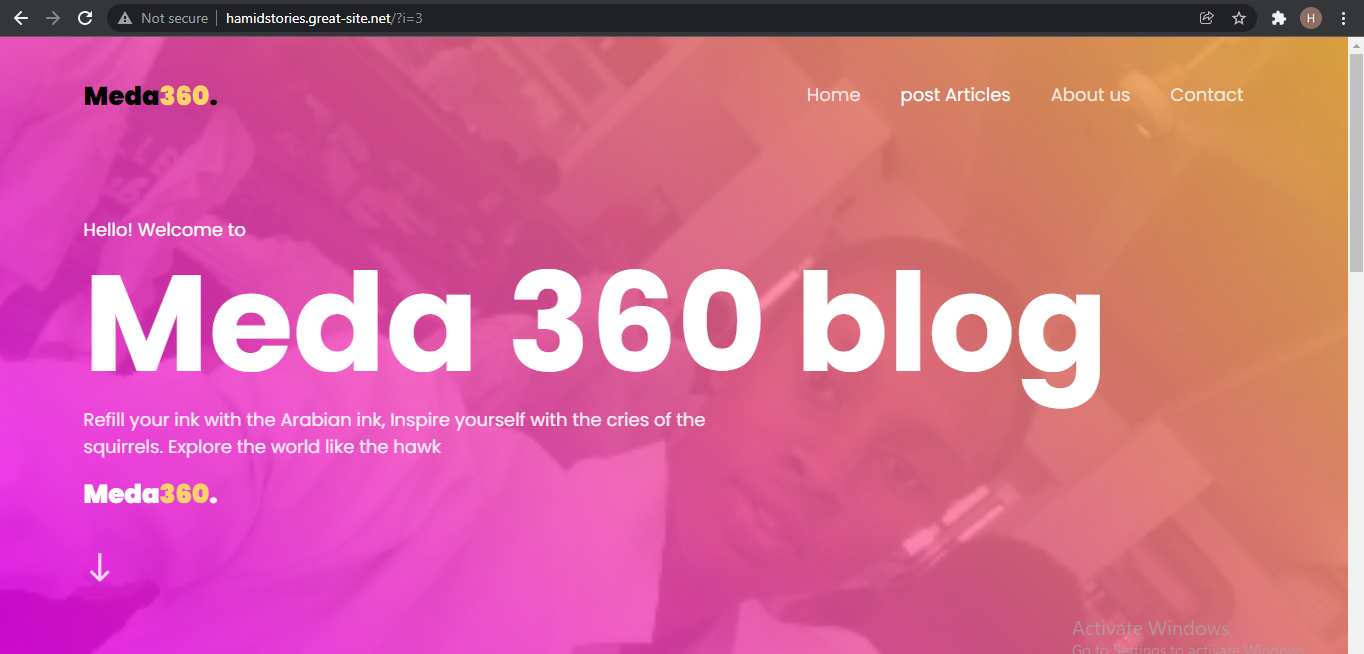 Not secure
hamidstories.great-site.net/?i=3
H
Meda360.
Home
post Articles
About us
Contact
Hello! Welcome to
Meda 360 blog
Refill your ink with the Arabian ink, Inspire yourself with the cries of the
squirrels. Explore the world like the hawk
Meda360.
Activate Windows
Go to Settings to activate Windows.